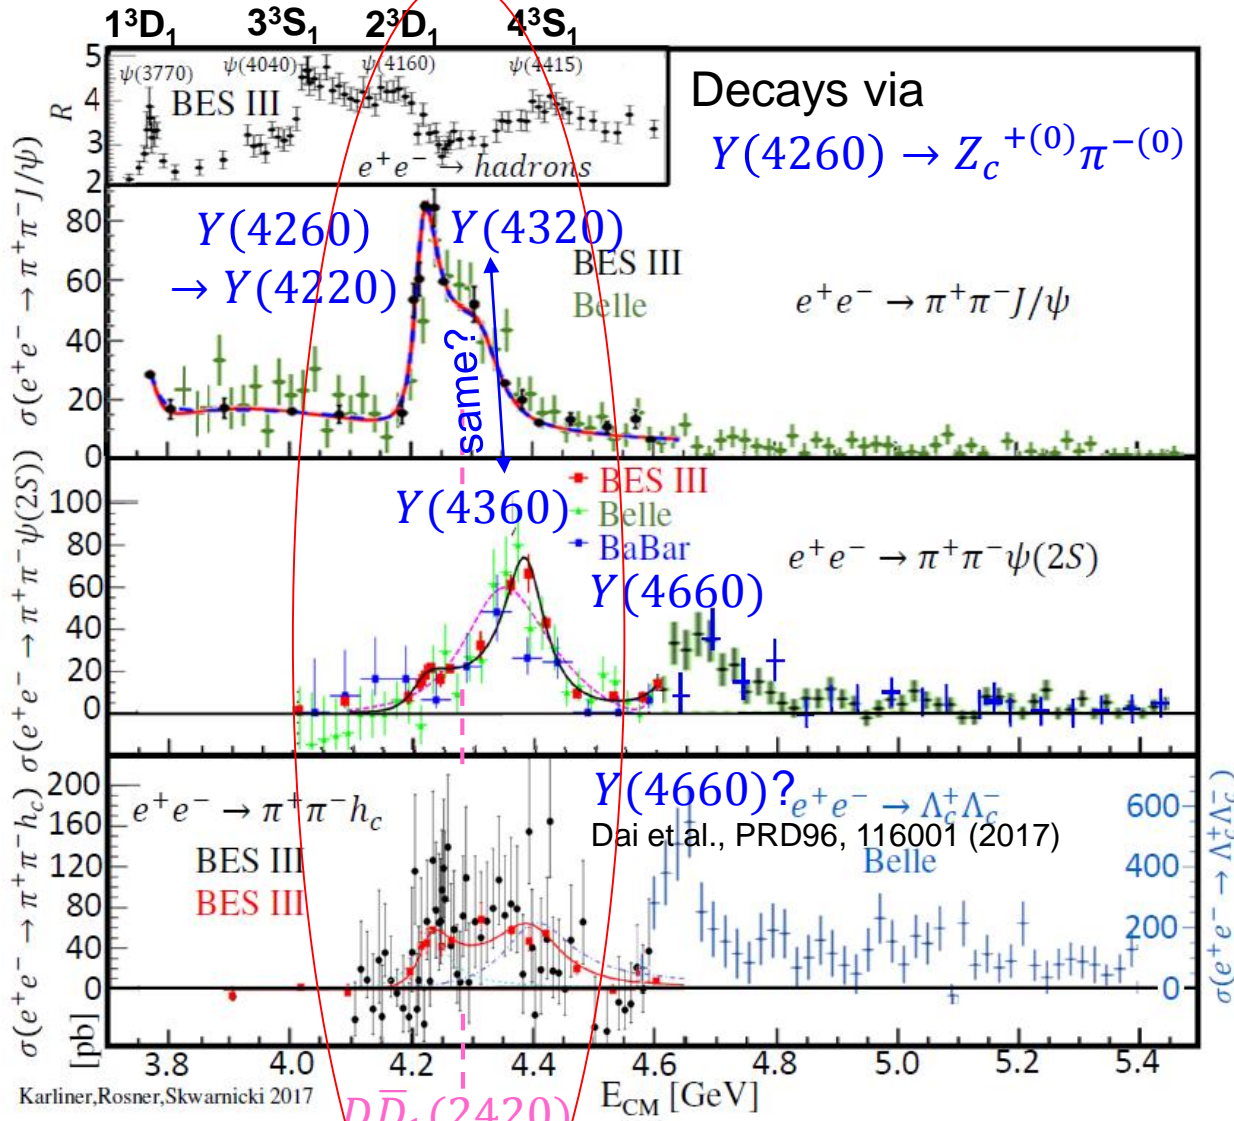 1³D₁ 3³S₁ 2³D₁ 4³S₁
ψ(3770) ψ(4040) ψ(4160) ψ(4415)
BES III
e⁺e⁻ → hadrons
R
5
4
3
2
Decays via
Y(4260) → Z_c⁺⁽⁰⁾π⁻⁽⁰⁾
σ(e⁺e⁻ → π⁺π⁻J/ψ)
80
60
40
20
0
Y(4260)
→ Y(4220)
Y(4320)
BES III
Belle
e⁺e⁻ → π⁺π⁻J/ψ
same?
σ(e⁺e⁻ → π⁺π⁻ψ(2S))
100
80
60
40
20
0
Y(4360)
BES III
Belle
BaBar
e⁺e⁻ → π⁺π⁻ψ(2S)
Y(4660)
σ(e⁺e⁻ → π⁺π⁻h_c)
[pb]
200
160
120
80
40
0
e⁺e⁻ → π⁺π⁻h_c
BES III
BES III
Y(4660)?
e⁺e⁻ → Λ_c⁺Λ_c⁻
Dai et al., PRD96, 116001 (2017)
Belle
600
400
200
0
σ(e⁺e⁻ → Λ_c⁺Λ_c⁻)
3.8 4.0 4.2 4.4 4.6 4.8 5.0 5.2 5.4
E_CM [GeV]
Karliner,Rosner,Skwarnicki 2017
DD̅₁(2420)